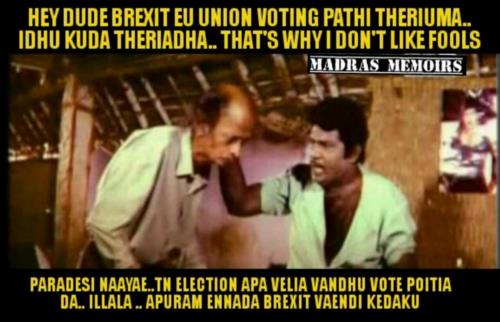 HEY DUDE BREXIT EU UNION VOTING PATHI THERIUMA..
IDHU KUDA THERIADHA.. THAT'S WHY I DON'T LIKE FOOLS
MADRAS MEMOIRS
PARADESI NAAYAE..TN ELECTION APA VELIA VANDHU VOTE POITIA
DA.. ILLALA .. APURAM ENNADA BREXIT VAENDI KEDAKU